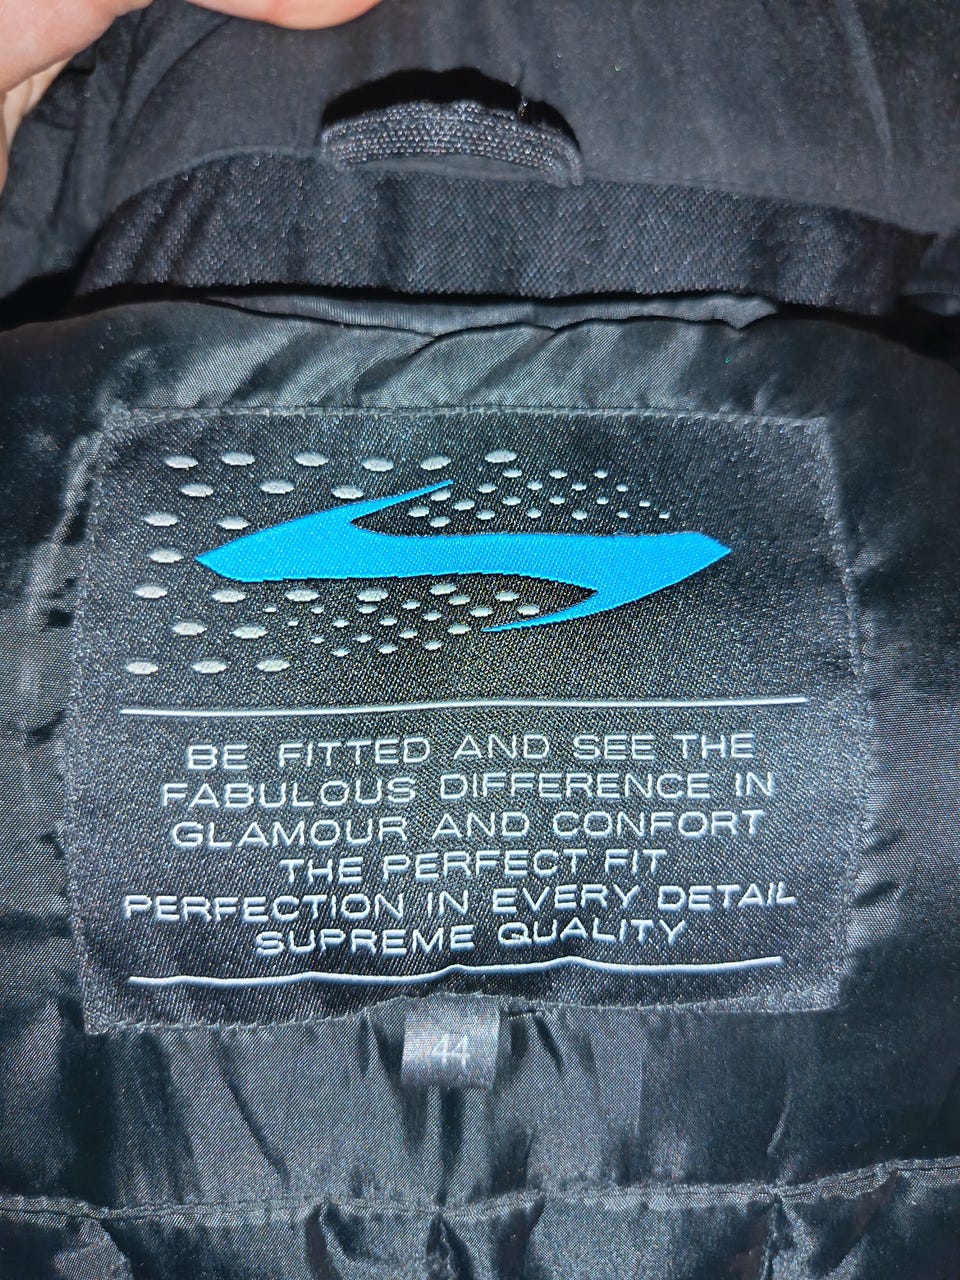 BE FITTED AND SEE THE
FABULOUS DIFFERENCE IN
GLAMOUR AND CONFORT
THE PERFECT FIT
PERFECTION IN EVERY DETAIL
SUPREME QUALITY
44